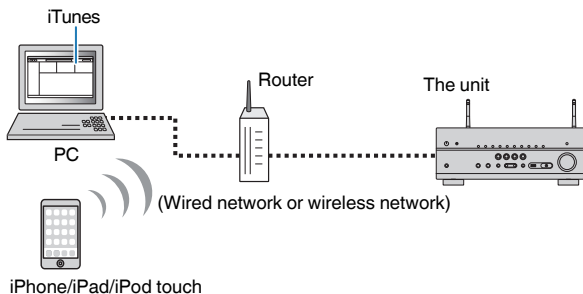 iTunes
Router
The unit
PC
(Wired network or wireless network)
iPhone/iPad/iPod touch